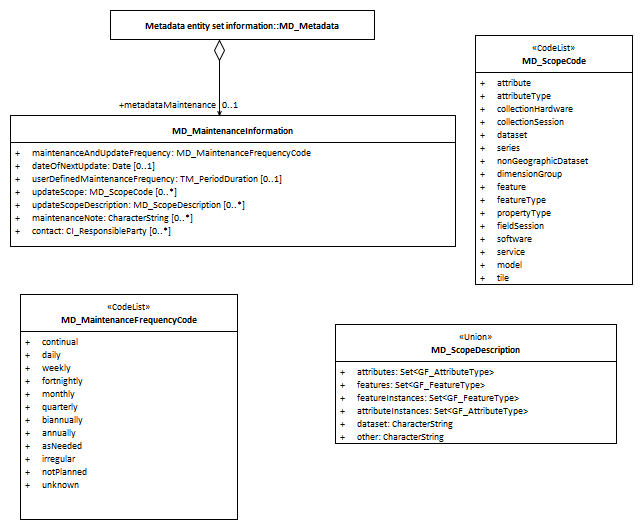 Metadata entity set information::MD_Metadata
+metadataMaintenance 0..1
MD_MaintenanceInformation
+ maintenanceAndUpdateFrequency: MD_MaintenanceFrequencyCode
+ dateOfNextUpdate: Date [0..1]
+ userDefinedMaintenanceFrequency: TM_PeriodDuration [0..1]
+ updateScope: MD_ScopeCode [0..*]
+ updateScopeDescription: MD_ScopeDescription [0..*]
+ maintenanceNote: CharacterString [0..*]
+ contact: CI_ResponsibleParty [0..*]
«CodeList»
MD_ScopeCode
+ attribute
+ attributeType
+ collectionHardware
+ collectionSession
+ dataset
+ series
+ nonGeographicDataset
+ dimensionGroup
+ feature
+ featureType
+ propertyType
+ fieldSession
+ software
+ service
+ model
+ tile
«CodeList»
MD_MaintenanceFrequencyCode
+ continual
+ daily
+ weekly
+ fortnightly
+ monthly
+ quarterly
+ biannually
+ annually
+ asNeeded
+ irregular
+ notPlanned
+ unknown
«Union»
MD_ScopeDescription
+ attributes: Set<GF_AttributeType>
+ features: Set<GF_FeatureType>
+ featureInstances: Set<GF_FeatureType>
+ attributeInstances: Set<GF_AttributeType>
+ dataset: CharacterString
+ other: CharacterString